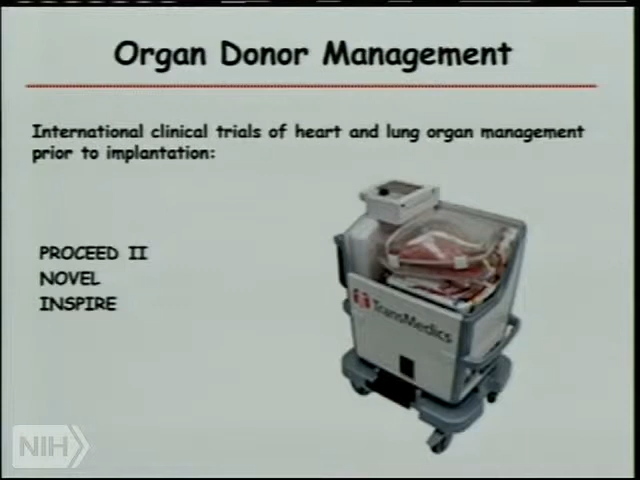 Organ Donor Management
International clinical trials of heart and lung organ management
prior to implantation:
PROCEED II
NOVEL
INSPIRE
TransMedics
NIH